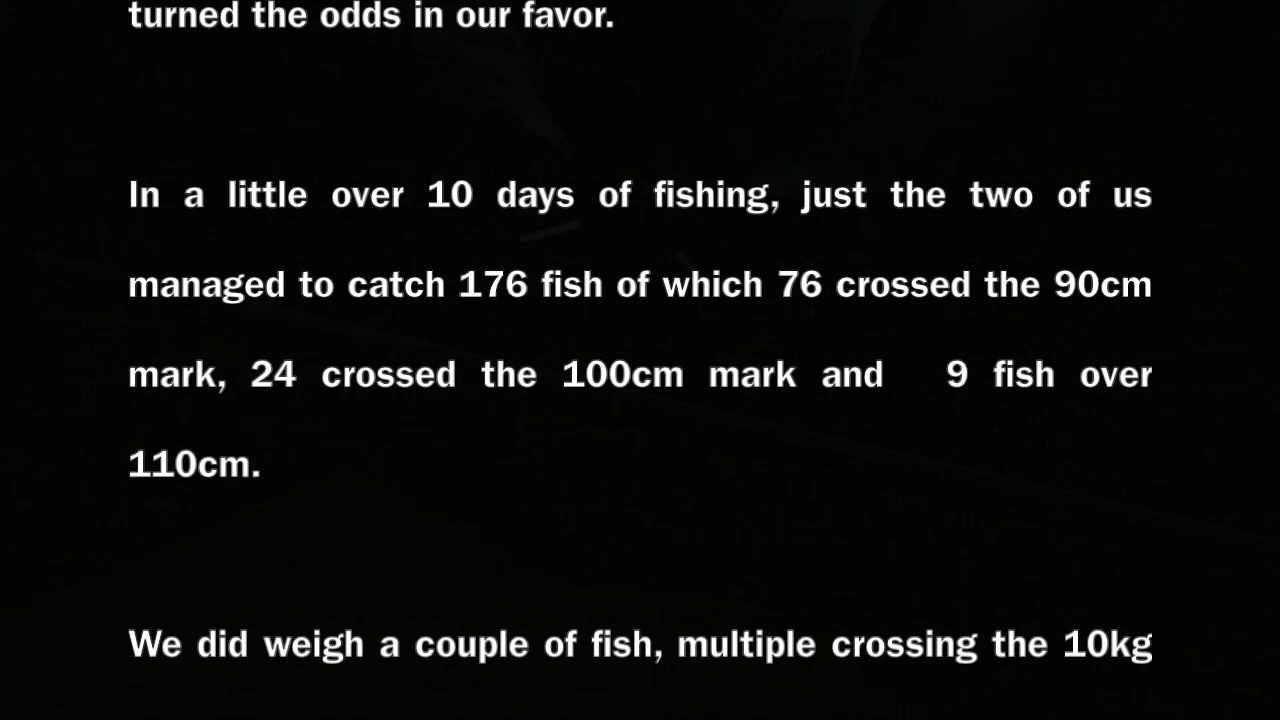 turned the odds in our favor.
In a little over 10 days of fishing, just the two of us
managed to catch 176 fish of which 76 crossed the 90cm
mark, 24 crossed the 100cm mark and 9 fish over
110cm.
We did weigh a couple of fish, multiple crossing the 10kg